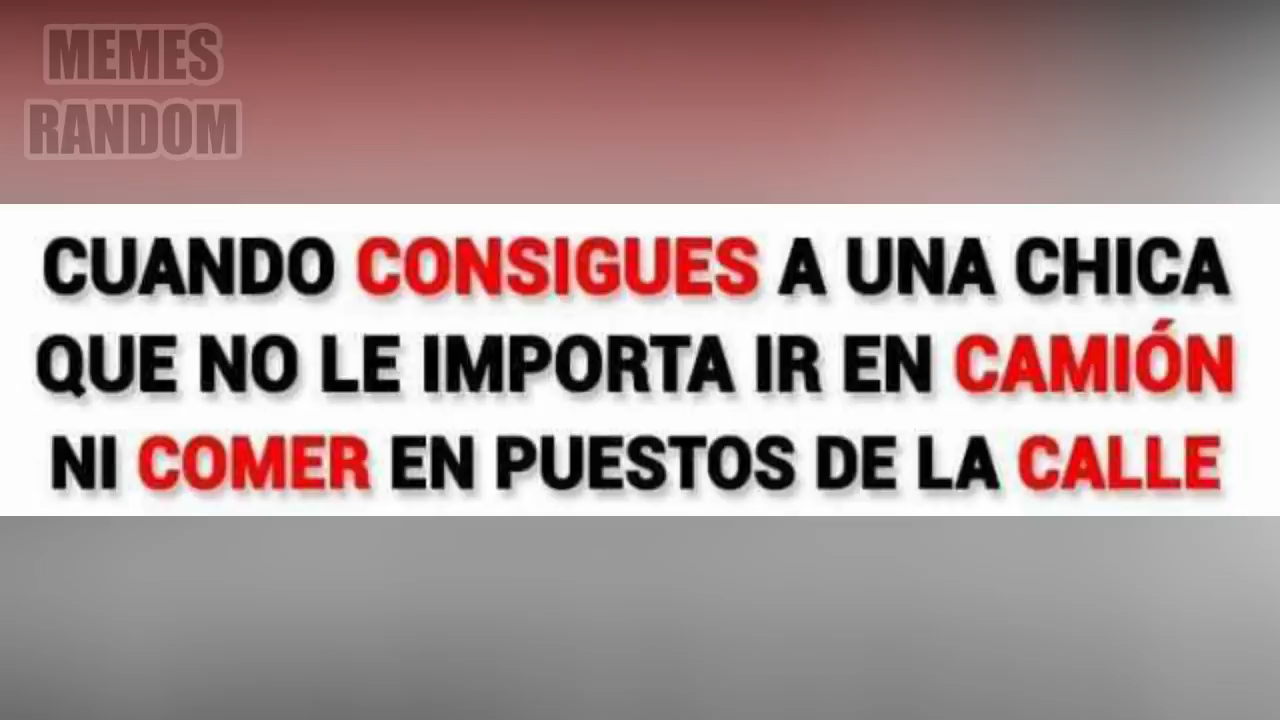 MEMES
RANDOM
CUANDO CONSIGUES A UNA CHICA
QUE NO LE IMPORTA IR EN CAMIÓN
NI COMER EN PUESTOS DE LA CALLE